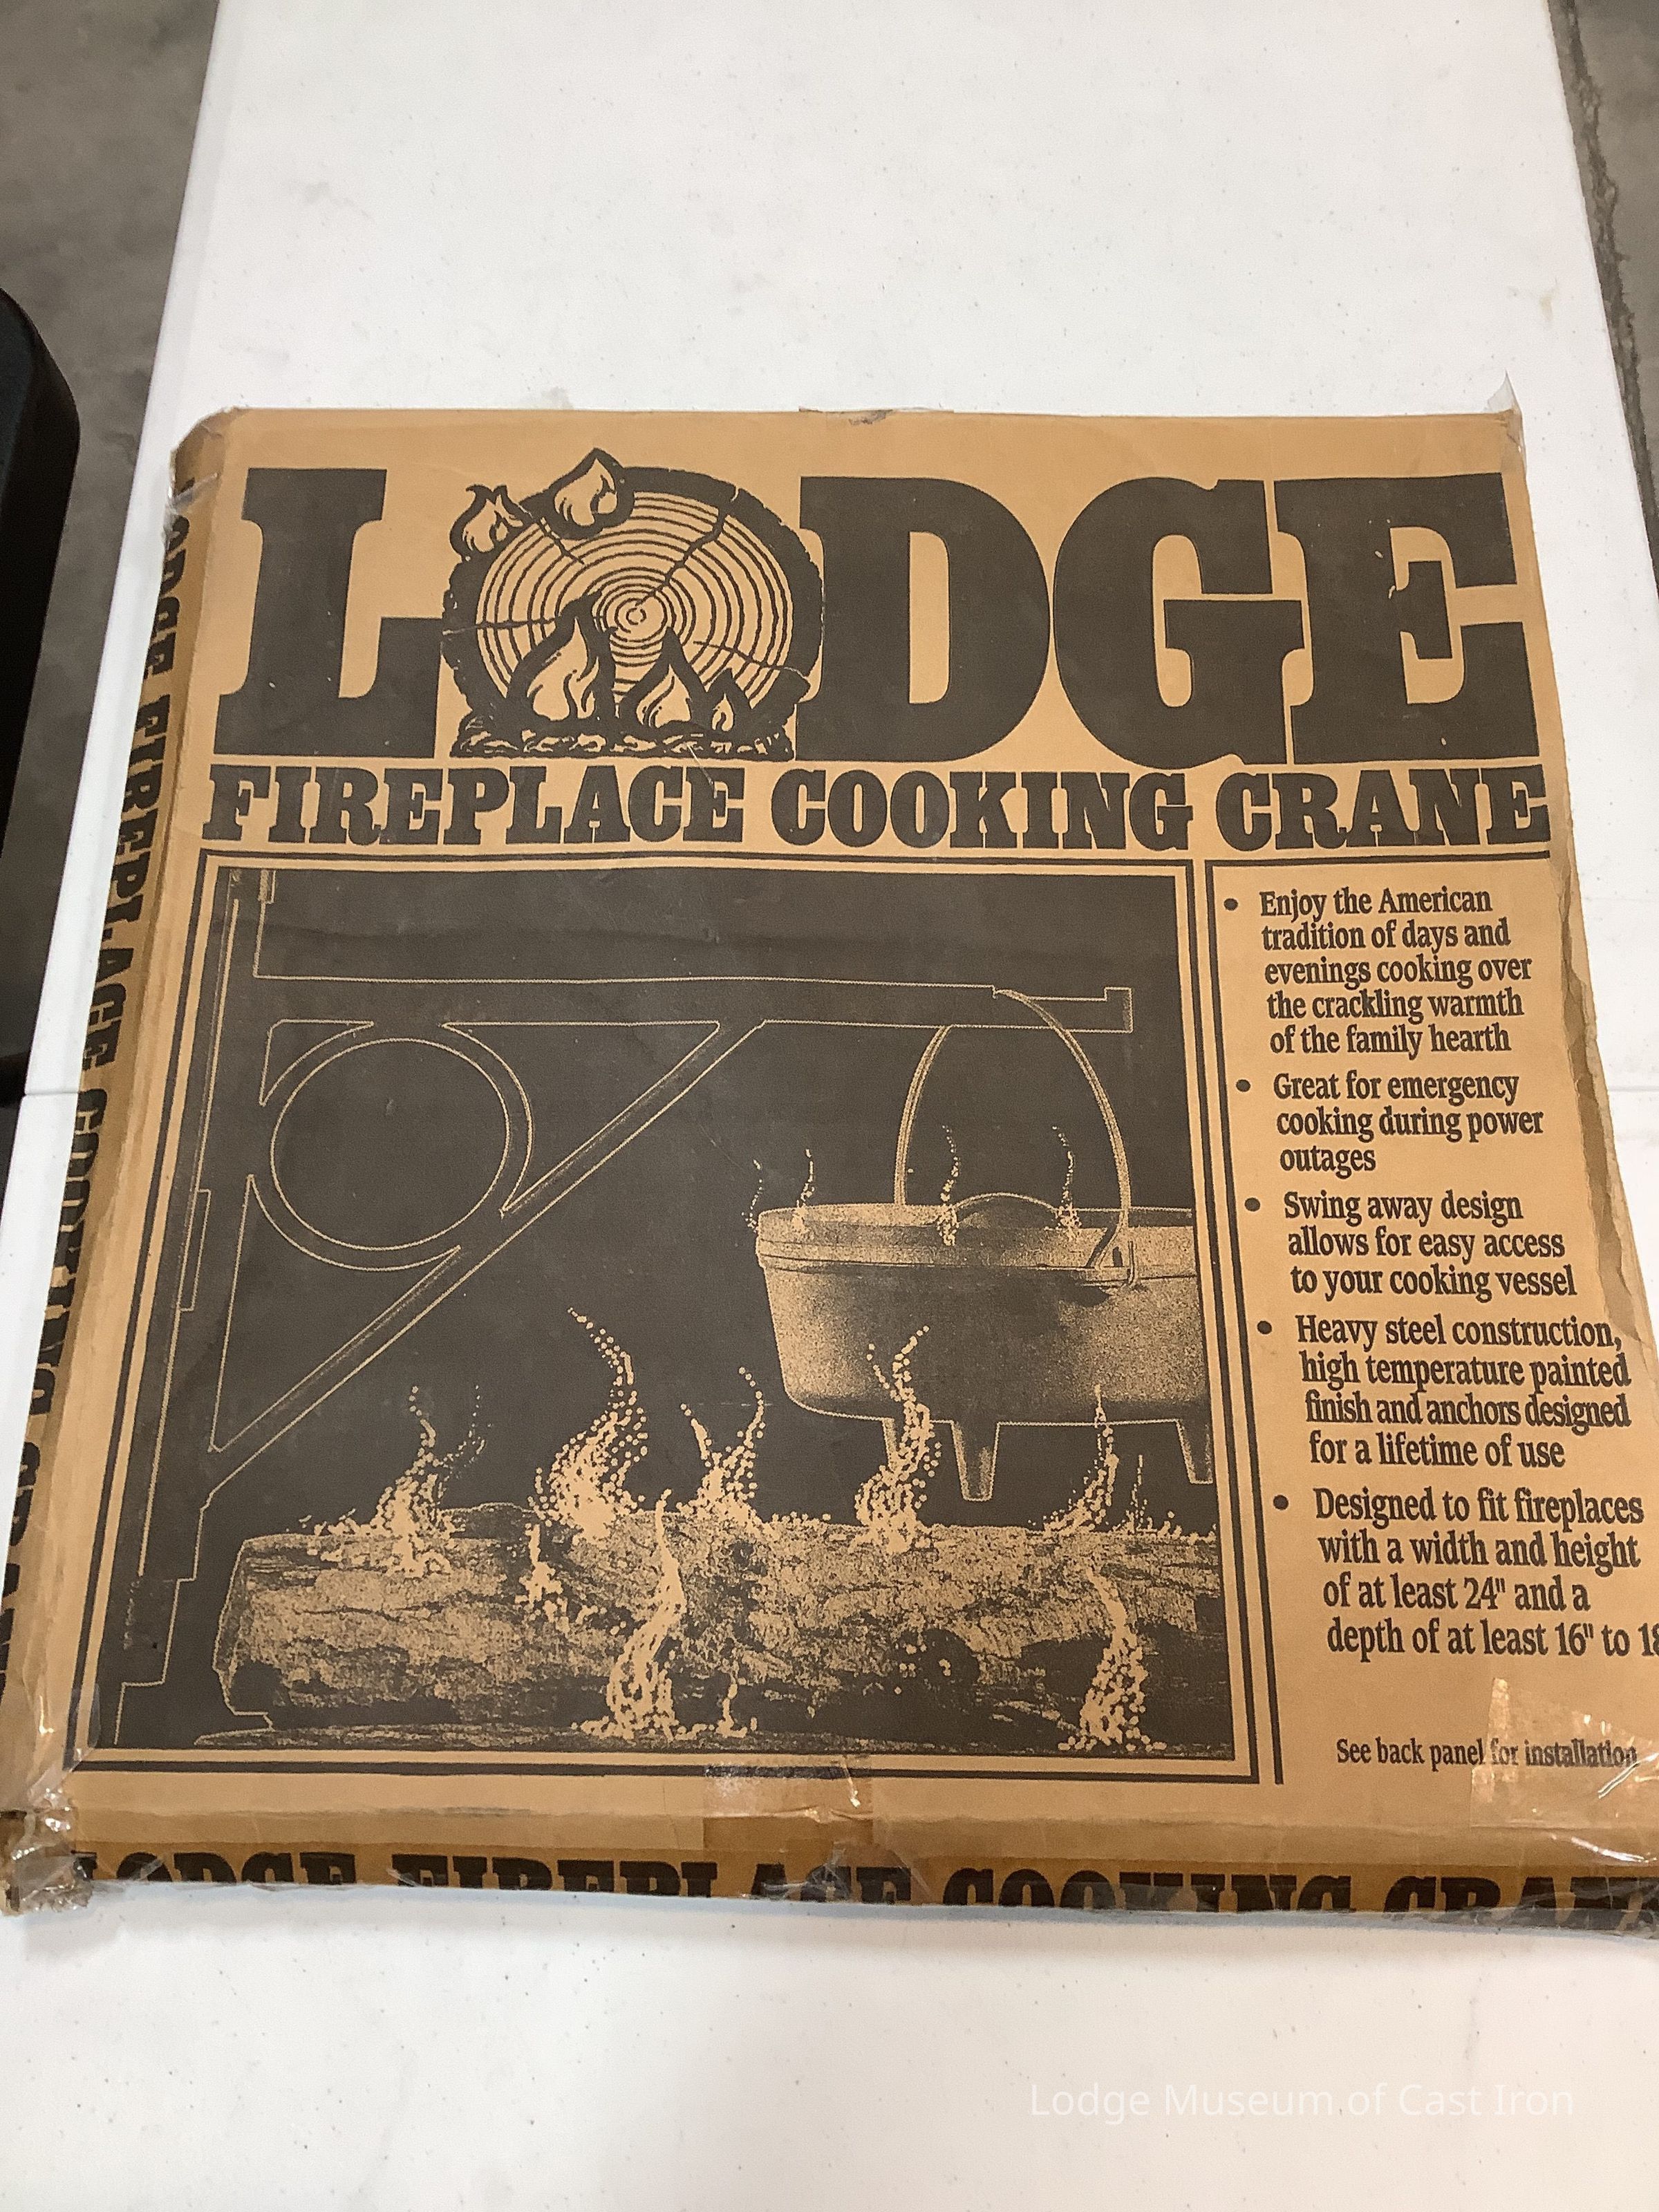 LODGE
FIREPLACE COOKING CRANE
• Enjoy the American
tradition of days and
evenings cooking over
the crackling warmth
of the family hearth
• Great for emergency
cooking during power
outages
• Swing away design
allows for easy access
to your cooking vessel
• Heavy steel construction,
high temperature painted
finish and anchors designed
for a lifetime of use
• Designed to fit fireplaces
with a width and height
of at least 24" and a
depth of at least 16" to 18
See back panel for installation
LODGE FIREPLACE COOKING CRANE
LODGE FIREPLACE COOKING CRAN
Lodge Museum of Cast Iron